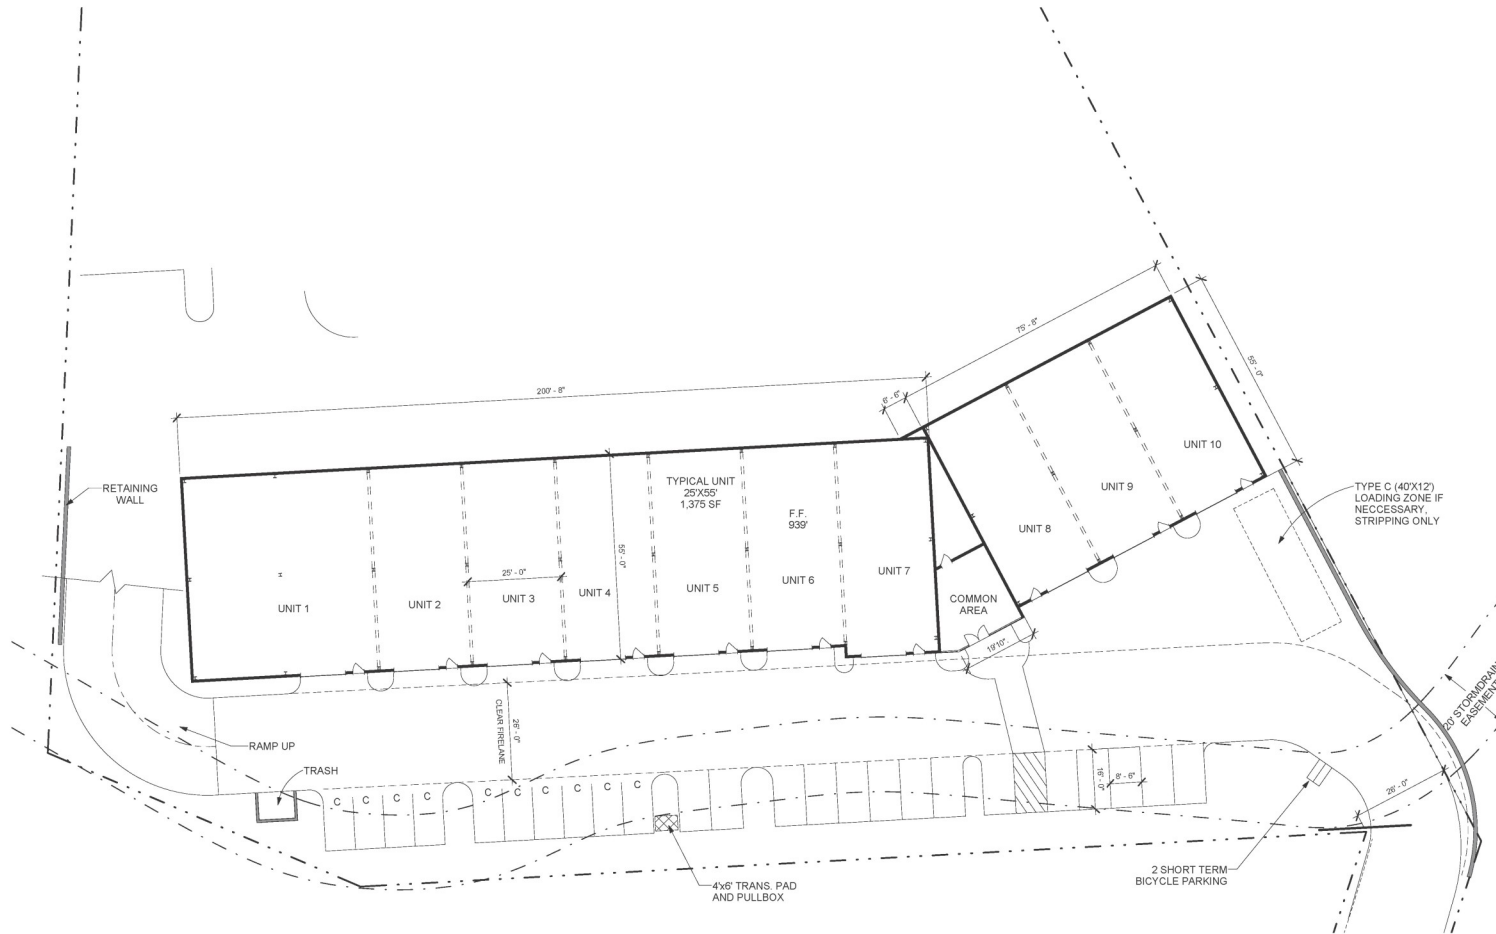 75' - 8"
55' - 0"
200' - 8"
6' - 6"
UNIT 10
TYPICAL UNIT
25'X55'
1,375 SF
RETAINING
WALL
TYPE C (40'X12')
LOADING ZONE IF
NECCESSARY,
STRIPPING ONLY
UNIT 9
F.F.
939'
UNIT 8
55' - 0"
25' - 0"
UNIT 7
UNIT 6
UNIT 5
UNIT 4
UNIT 3
UNIT 2
UNIT 1
COMMON
AREA
19'10"
20' STORMDRAIN
EASEMENT
26' - 0"
CLEAR FIRELANE
RAMP UP
TRASH
16' - 0"
8' - 6"
26' - 0"
C C C C C C C C C C
2 SHORT TERM
BICYCLE PARKING
4'x6' TRANS. PAD
AND PULLBOX